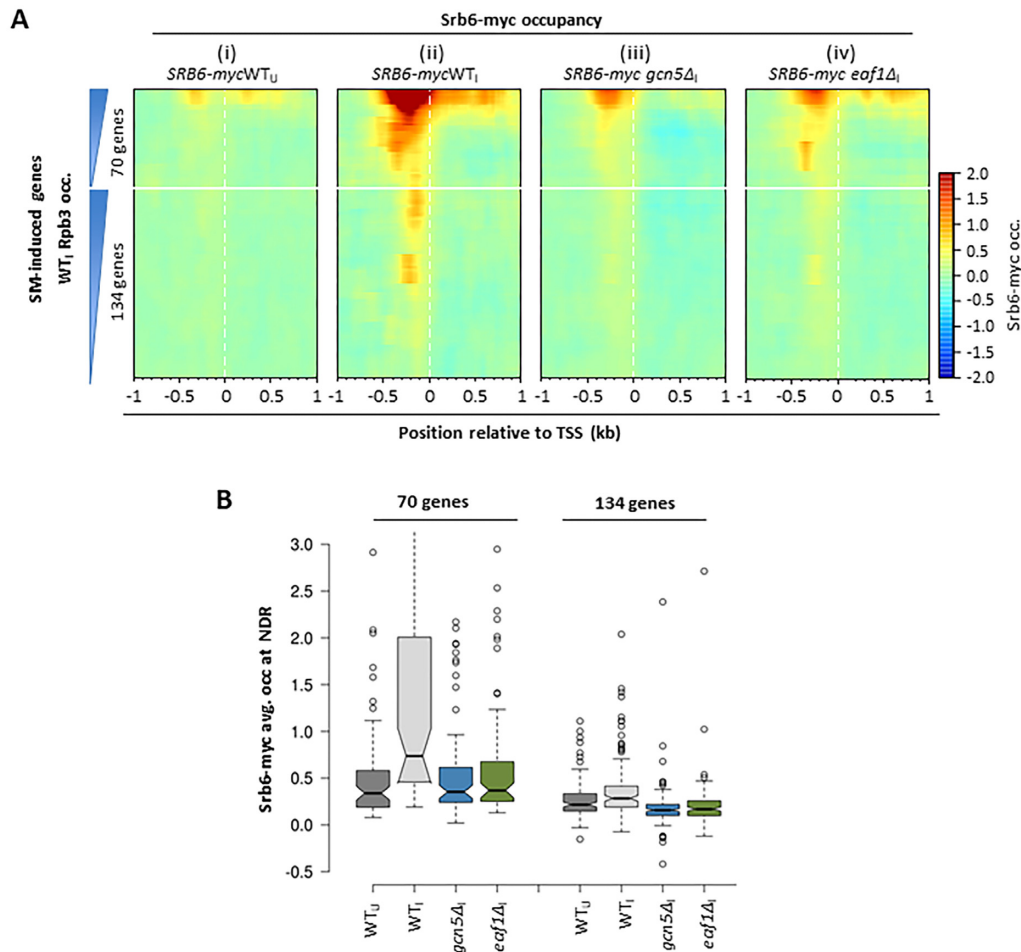 A
Srb6-myc occupancy
(i) (ii) (iii) (iv)
SRB6-mycWTU SRB6-mycWTI SRB6-myc gcn5ΔI SRB6-myc eaf1ΔI
SM-induced genes
WTI Rpb3 occ.
70 genes
134 genes
2.0
1.5
1.0
0.5
0.0
-0.5
-1.0
-1.5
-2.0
Srb6-myc occ.
-1 -0.5 0 0.5 1 -1 -0.5 0 0.5 1 -1 -0.5 0 0.5 1 -1 -0.5 0 0.5 1
Position relative to TSS (kb)
B
70 genes 134 genes
Srb6-myc avg. occ at NDR
3.0
2.5
2.0
1.5
1.0
0.5
0.0
-0.5
WTU WTI gcn5ΔI eaf1ΔI WTU WTI gcn5ΔI eaf1ΔI